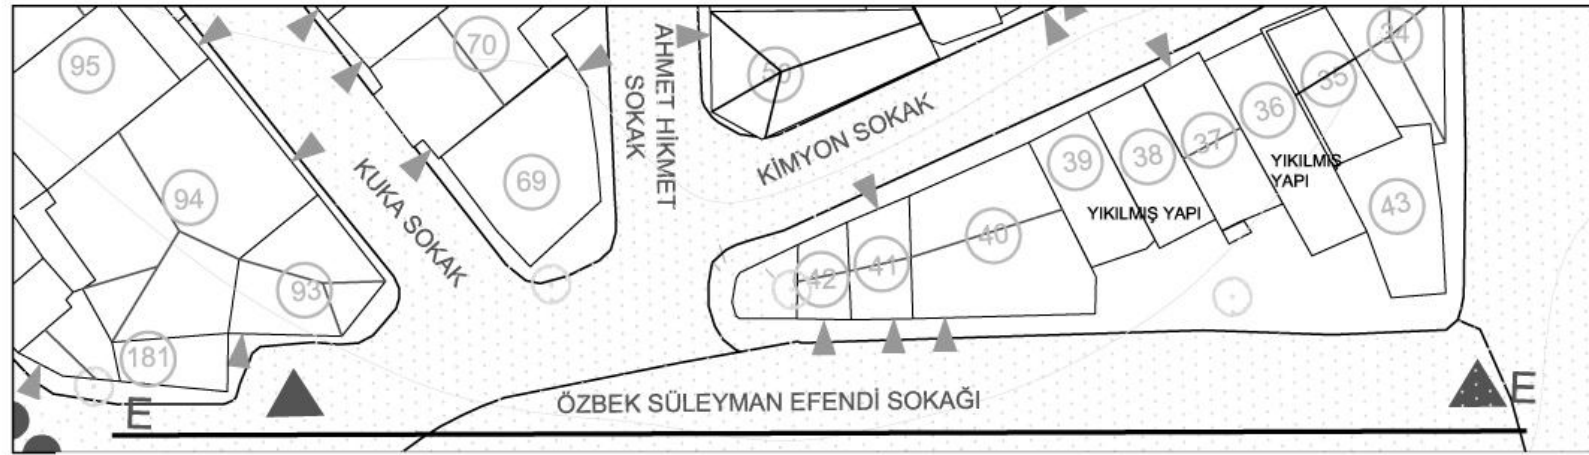 95
70
AHMET HİKMET
SOKAK
34
35
36
37
38
39
YIKILMIŞ
YAPI
KİMYON SOKAK
KUKA SOKAK
69
94
YIKILMIŞ YAPI
43
40
41
42
93
181
E
ÖZBEK SÜLEYMAN EFENDİ SOKAĞI
E